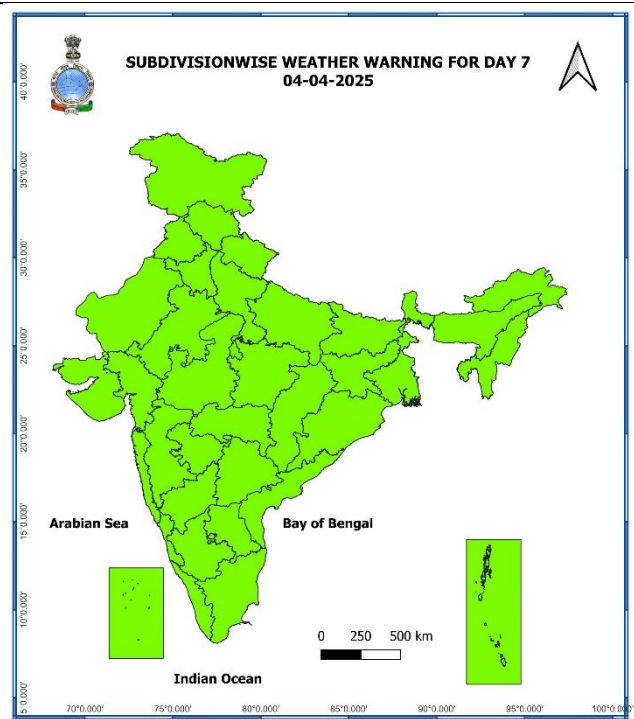 SUBDIVISIONWISE WEATHER WARNING FOR DAY 7
04-04-2025
40°0.000'
35°0.000'
30°0.000'
25°0.000'
20°0.000'
15°0.000'
10°0.000'
5°0.000'
Arabian Sea
Bay of Bengal
0 250 500 km
Indian Ocean
70°0.000' 75°0.000' 80°0.000' 85°0.000' 90°0.000' 95°0.000' 100°0.000'